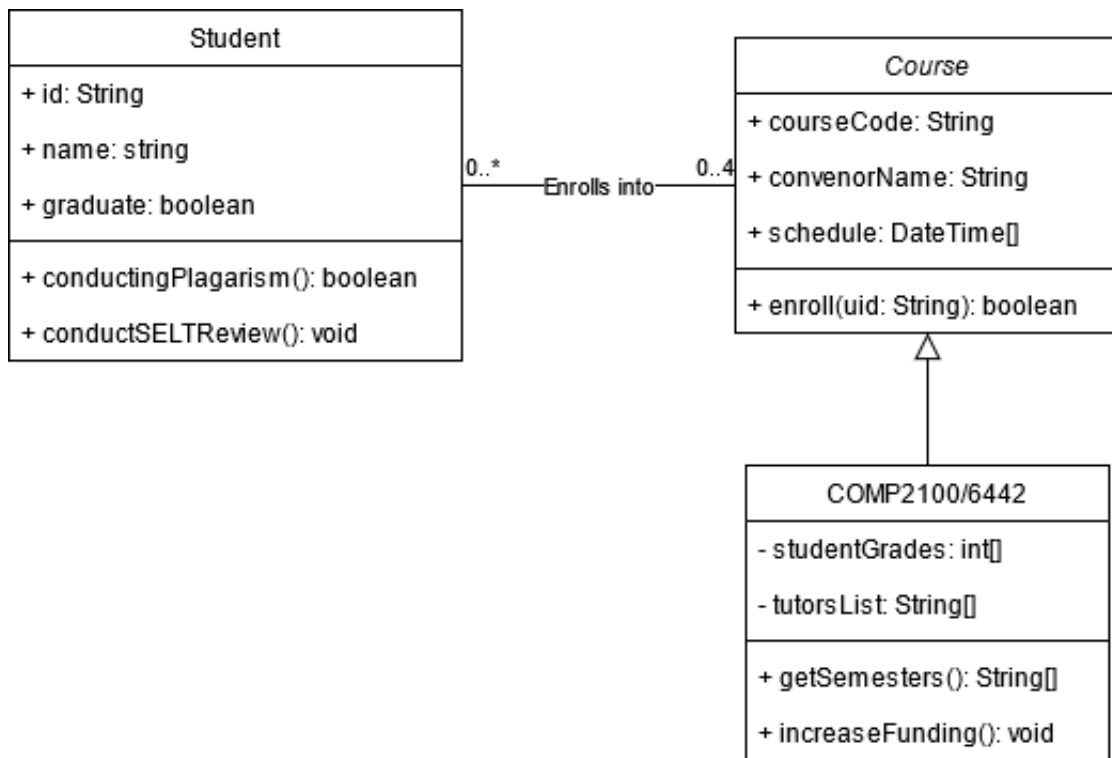 Student
+ id: String
+ name: string
+ graduate: boolean
+ conductingPlagarism(): boolean
+ conductSELTReview(): void
0..*
Enrolls into
0..4
Course
+ courseCode: String
+ convenorName: String
+ schedule: DateTime[]
+ enroll(uid: String): boolean
COMP2100/6442
- studentGrades: int[]
- tutorsList: String[]
+ getSemesters(): String[]
+ increaseFunding(): void